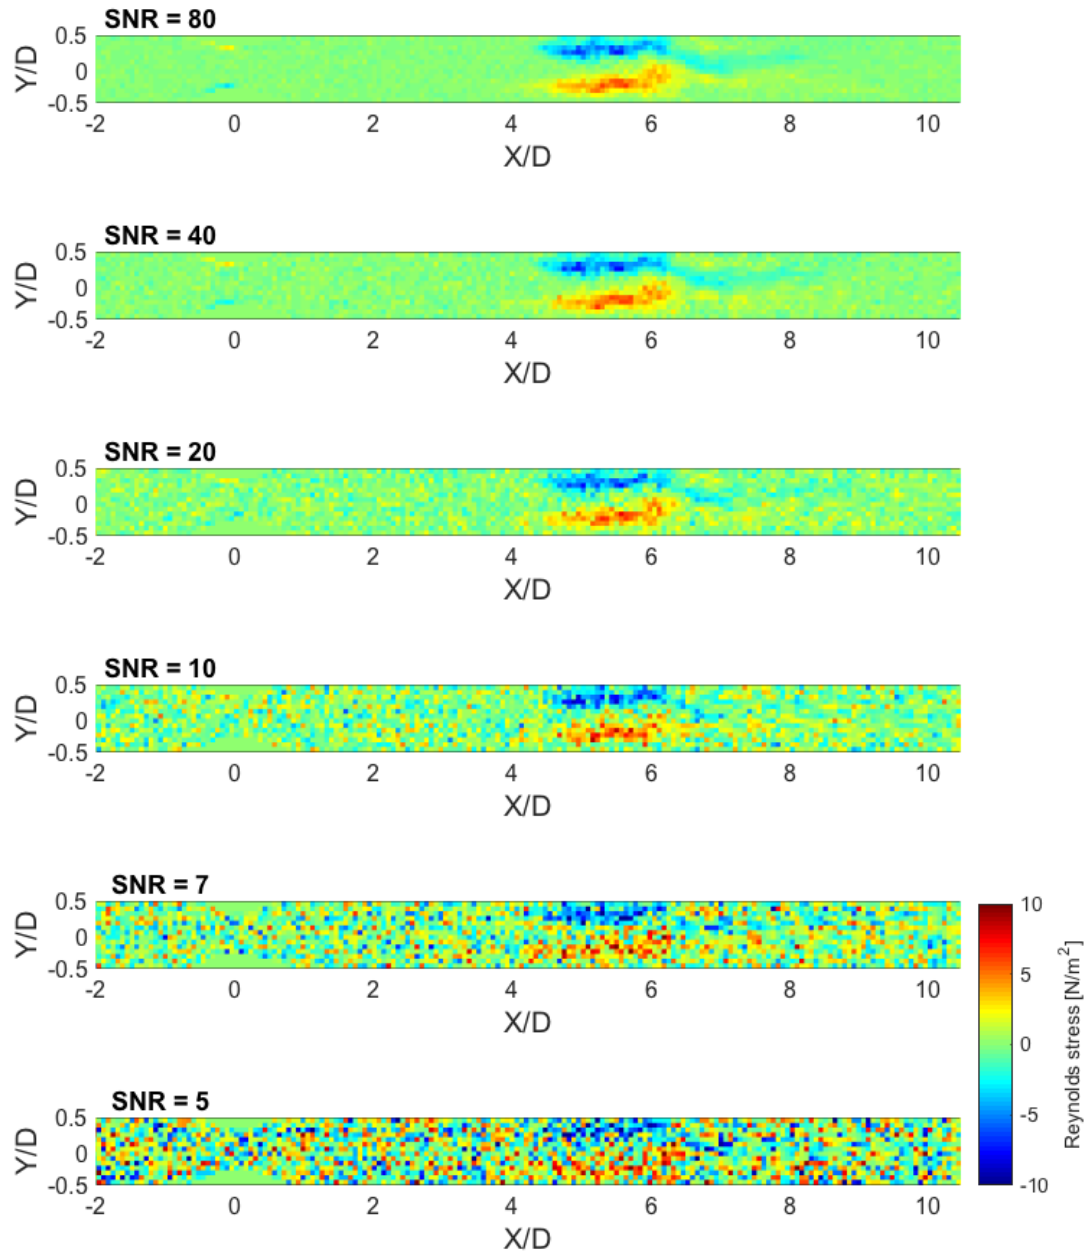 SNR = 80
0.5
0
-0.5
Y/D
-2 0 2 4 6 8 10
X/D
SNR = 40
0.5
0
-0.5
Y/D
-2 0 2 4 6 8 10
X/D
SNR = 20
0.5
0
-0.5
Y/D
-2 0 2 4 6 8 10
X/D
SNR = 10
0.5
0
-0.5
Y/D
-2 0 2 4 6 8 10
X/D
SNR = 7
0.5
0
-0.5
Y/D
-2 0 2 4 6 8 10
X/D
SNR = 5
0.5
0
-0.5
Y/D
-2 0 2 4 6 8 10
X/D
10
5
0
-5
-10
Reynolds stress [N/m²]